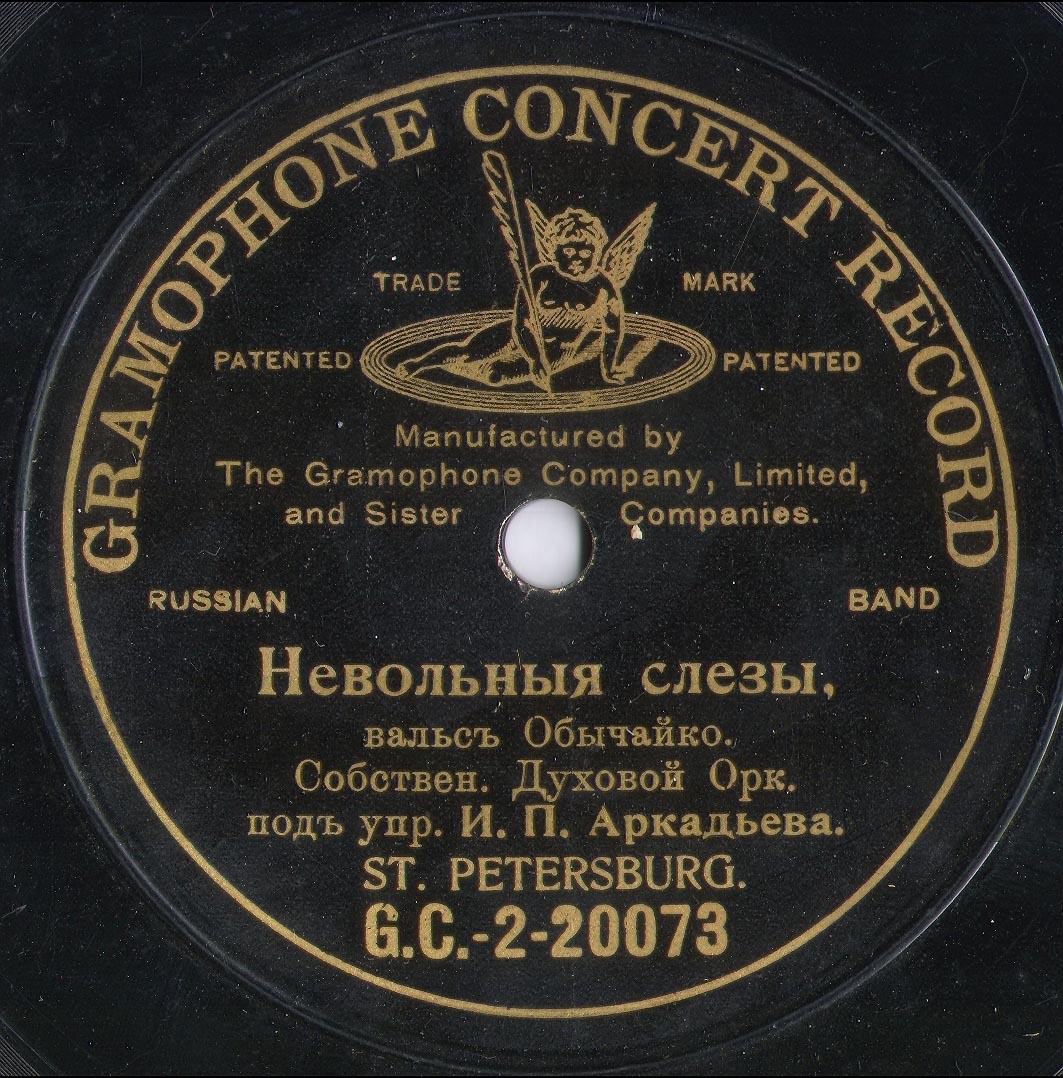 GRAMOPHONE CONCERT RECORD
TRADE MARK
PATENTED PATENTED
Manufactured by
The Gramophone Company, Limited,
and Sister Companies.
RUSSIAN BAND
Невольныя слезы,
вальсъ Обычайко.
Собствен. Духовой Орк.
подъ упр. И. П. Аркадьева.
ST. PETERSBURG.
G.C.-2-20073